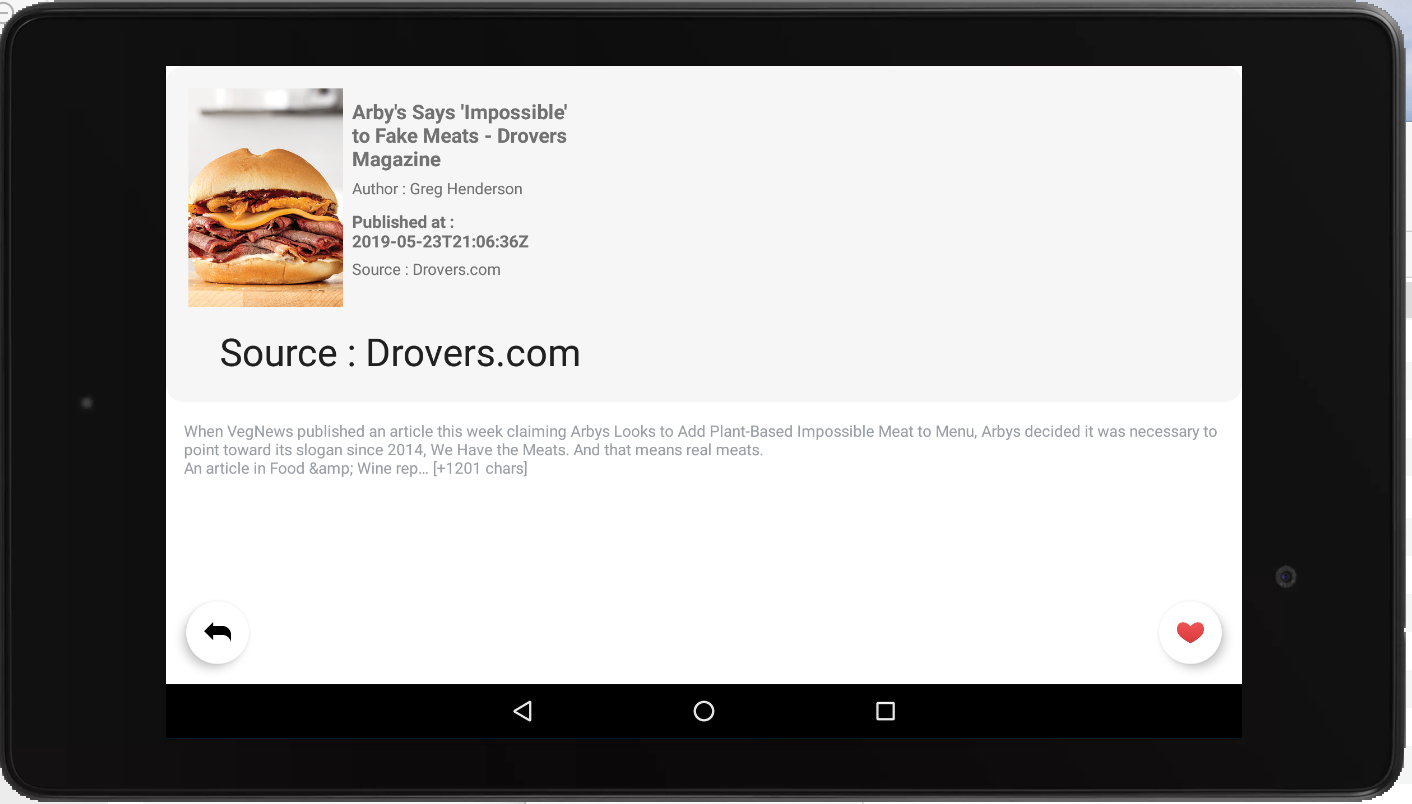 Arby's Says 'Impossible'
to Fake Meats - Drovers
Magazine
Author : Greg Henderson
Published at :
2019-05-23T21:06:36Z
Source : Drovers.com
Source : Drovers.com
When VegNews published an article this week claiming Arbys Looks to Add Plant-Based Impossible Meat to Menu, Arbys decided it was necessary to
point toward its slogan since 2014, We Have the Meats. And that means real meats.
An article in Food &amp; Wine rep… [+1201 chars]